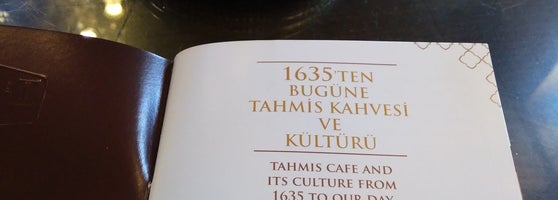 1635'TEN
BUGÜNE
TAHMİS KAHVESİ
VE
KÜLTÜRÜ
TAHMIS CAFE AND
ITS CULTURE FROM
1635 TO OUR DAY